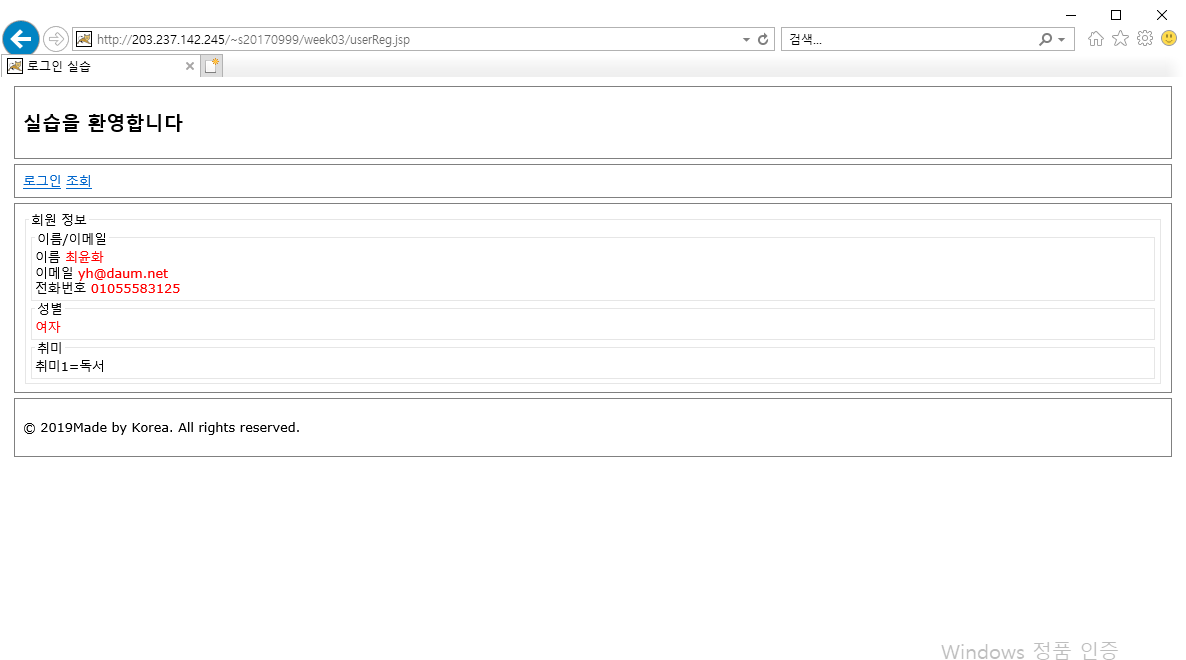 http://203.237.142.245/~s20170999/week03/userReg.jsp
검색...
로그인 실습
실습을 환영합니다
로그인 조회
회원 정보
이름/이메일
이름 최윤화
이메일 yh@daum.net
전화번호 01055583125
성별
여자
취미
취미1=독서
© 2019Made by Korea. All rights reserved.
Windows 정품 인증